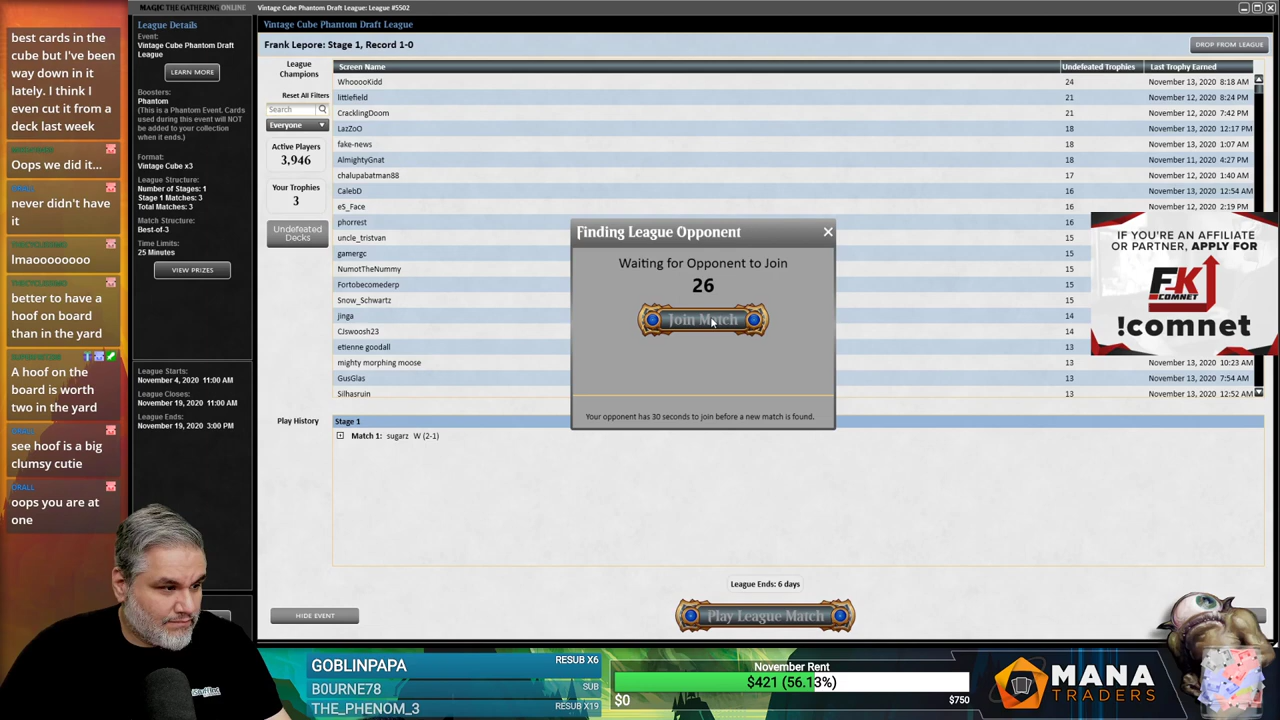 MAGIC THE GATHERING ONLINE
Vintage Cube Phantom Draft League: League #5502
best cards in the
cube but I've been
way down in it
lately. I think I
even cut it from a
deck last week
Oops we did it...
never didn't have
it
lmaoooooooo
better to have a
hoof on board
then in the yard
A hoof on the
board is worth
two in the yard
see hoof is a big
clumsy cutie
oops you are at
one
League Details
Event:
Vintage Cube Phantom Draft
League
LEARN MORE
Boosters:
Phantom
(This is a Phantom Event. Cards
used during this event will NOT
be added to your collection
when it ends.)
Format:
Vintage Cube x3
League Structure:
Number of Stages: 1
Stage 1 Matches: 3
Total Matches: 3
Match Structure:
Best-of-3
Time Limits:
25 Minutes
VIEW PRIZES
League Starts:
November 4, 2020 11:00 AM
League Closes:
November 19, 2020 11:00 AM
League Ends:
November 19, 2020 3:00 PM
Vintage Cube Phantom Draft League
Frank Lepore: Stage 1, Record 1-0
DROP FROM LEAGUE
League
Champions
Reset All Filters
Search
Everyone
Active Players
3,946
Your Trophies
3
Undefeated
Decks
Screen Name Undefeated Trophies Last Trophy Earned
WhooooKidd 24 November 13, 2020 8:18 AM
littlefield 21 November 12, 2020 8:24 PM
CracklingDoom 21 November 12, 2020 7:42 PM
LazZoO 18 November 13, 2020 12:17 PM
fake-news 18 November 13, 2020 1:07 AM
AlmightyGnat 18 November 11, 2020 4:27 PM
chalupabatman88 17 November 12, 2020 1:40 AM
CalebD 16 November 13, 2020 12:54 AM
eS_Face 16 November 12, 2020 2:19 PM
phorrest 16
uncle_tristvan 15
gamergc 15
NumotTheNummy 15
Fortobecomederp 15
Snow_Schwartz 15
jinga 14
CJswoosh23 14
etienne goodall 13
mighty morphing moose 13 November 13, 2020 10:23 AM
GusGlas 13 November 13, 2020 7:54 AM
Silhasruin 13 November 13, 2020 12:52 AM
Finding League Opponent
Waiting for Opponent to Join
26
Join Match
Your opponent has 30 seconds to join before a new match is found.
IF YOU'RE AN AFFILIATE
OR PARTNER, APPLY FOR
COMNET
!comnet
Play History
Stage 1
Match 1: sugarz W (2-1)
League Ends: 6 days
HIDE EVENT
Play League Match
GOBLINPAPA RESUB X6
B0URNE78 SUB
THE_PHENOM_3 RESUB X19
November Rent
$421 (56.13%)
$0
$750
MANA
TRADERS